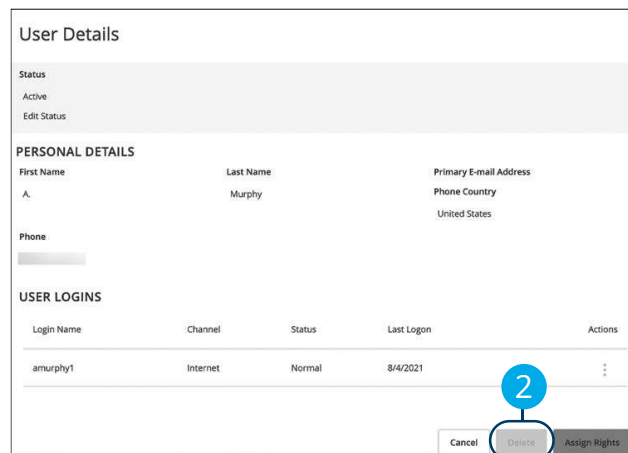 User Details
Status
Active
Edit Status
PERSONAL DETAILS
First Name Last Name Primary E-mail Address
A. Murphy Phone Country
United States
Phone
USER LOGINS
Login Name Channel Status Last Logon Actions
amurphy1 Internet Normal 8/4/2021
2
Cancel Delete Assign Rights